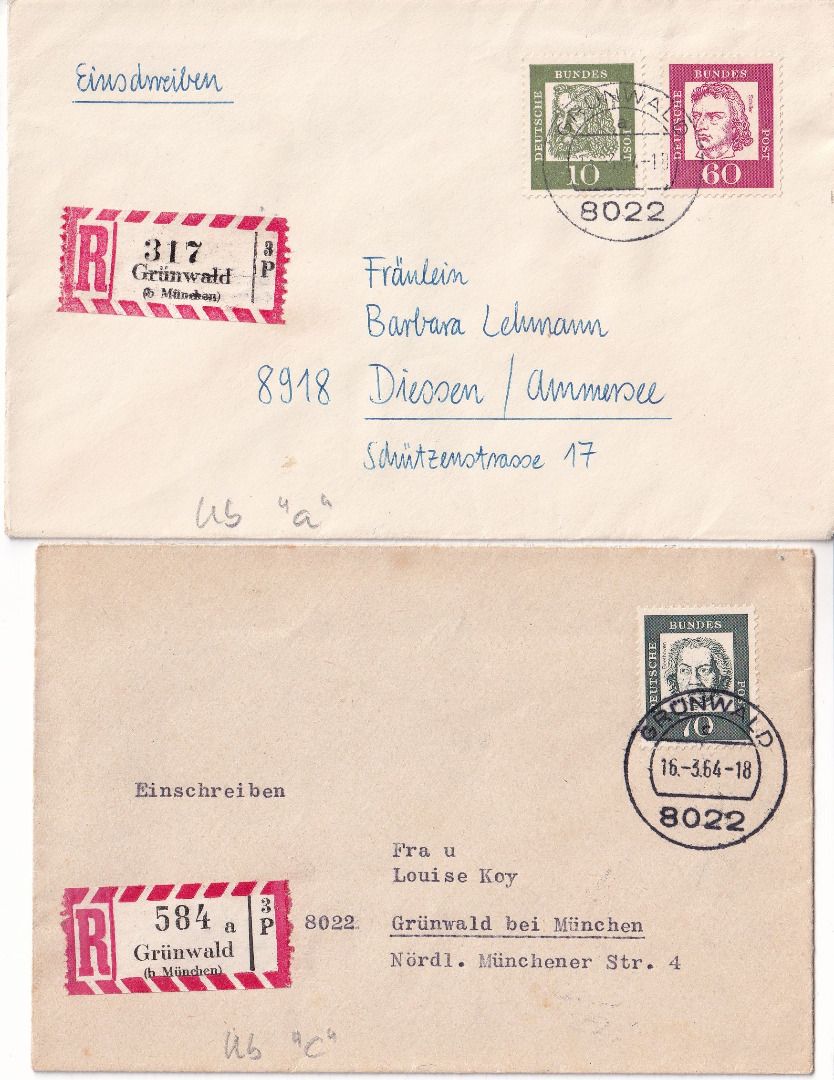 Einschreiben
DEUTSCHE BUNDES POST
10
DEUTSCHE BUNDES POST
60
GRÜNWALD
8022
R 317 3 P
Grünwald
(b München)
Fräulein
Barbara Lehmann
8918 Diessen / Ammersee
Schützenstrasse 17
Ub "a"
DEUTSCHE BUNDES POST
70
GRÜNWALD
c
16.-3.64-18
8022
Einschreiben
Fra u
Louise Koy
R 584 a 3 P
Grünwald
(b München)
8022 Grünwald bei München
Nördl. Münchener Str. 4
Ub "c"